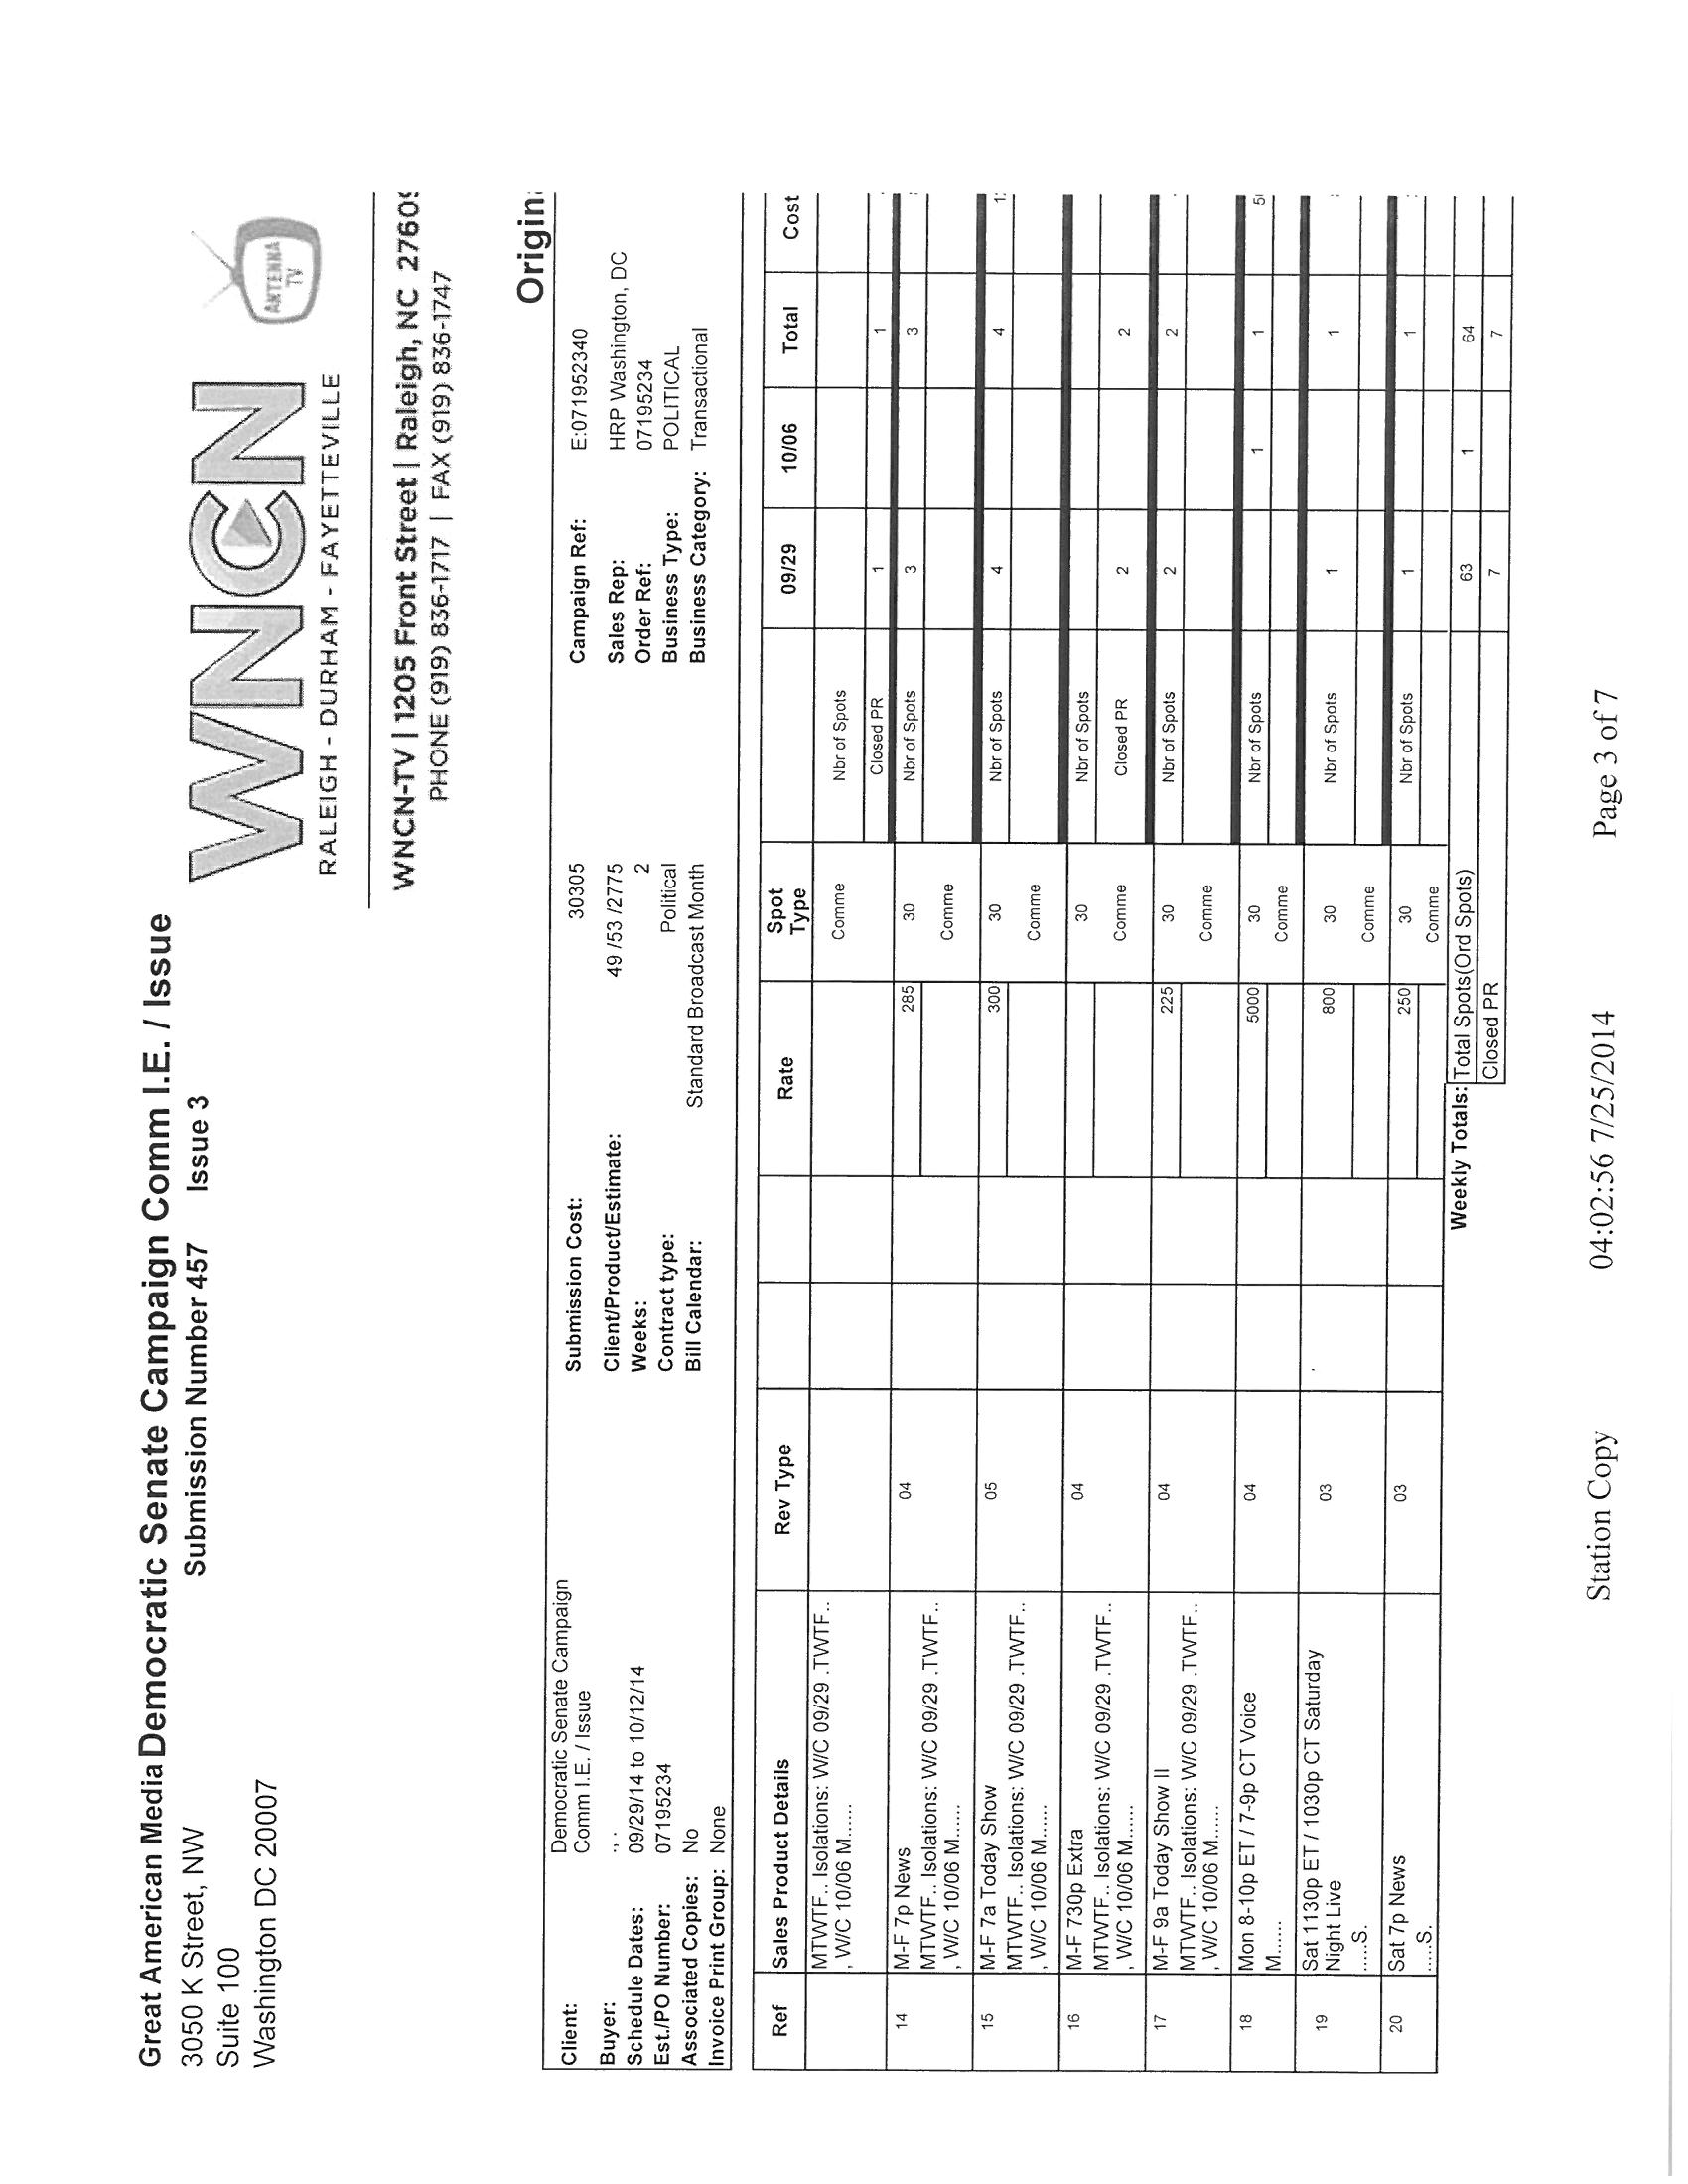 Great American Media Democratic Senate Campaign Comm I.E. / Issue
3050 K Street, NW
Submission Number 457 Issue 3
Suite 100
Washington DC 20007
WNCN
RALEIGH - DURHAM - FAYETTEVILLE
ANTENNA
TV
WNCN-TV | 1205 Front Street | Raleigh, NC 27609
PHONE (919) 836-1717 | FAX (919) 836-1747
Origin
Client: Democratic Senate Campaign
Comm I.E. / Issue
Submission Cost: 30305
Campaign Ref: E:071952340
Buyer: , .
Client/Product/Estimate: 49 /53 /2775
Sales Rep: HRP Washington, DC
Schedule Dates: 09/29/14 to 10/12/14
Weeks: 2
Order Ref: 07195234
Est./PO Number: 07195234
Contract type: Political
Business Type: POLITICAL
Associated Copies: No
Bill Calendar: Standard Broadcast Month
Business Category: Transactional
Invoice Print Group: None
Ref Sales Product Details Rev Type Rate Spot Type 09/29 10/06 Total Cost
MTWTF.. Isolations: W/C 09/29 .TWTF.. Comme Nbr of Spots
, W/C 10/06 M...... Closed PR 1 1
14 M-F 7p News 04 285 30 Nbr of Spots 3 3
MTWTF.. Isolations: W/C 09/29 .TWTF.. Comme
, W/C 10/06 M......
15 M-F 7a Today Show 05 300 30 Nbr of Spots 4 4 1
MTWTF.. Isolations: W/C 09/29 .TWTF.. Comme
, W/C 10/06 M......
16 M-F 730p Extra 04 30 Nbr of Spots
MTWTF.. Isolations: W/C 09/29 .TWTF.. Comme Closed PR 2 2
, W/C 10/06 M......
17 M-F 9a Today Show II 04 225 30 Nbr of Spots 2 2
MTWTF.. Isolations: W/C 09/29 .TWTF.. Comme
, W/C 10/06 M......
18 Mon 8-10p ET / 7-9p CT Voice 04 5000 30 Nbr of Spots 1 1 5
M...... Comme
19 Sat 1130p ET / 1030p CT Saturday 03 800 30 Nbr of Spots 1 1
Night Live
.....S. Comme
20 Sat 7p News 03 250 30 Nbr of Spots 1 1
.....S. Comme
Weekly Totals: Total Spots(Ord Spots) 63 1 64
Closed PR 7 7
Station Copy 04:02:56 7/25/2014 Page 3 of 7